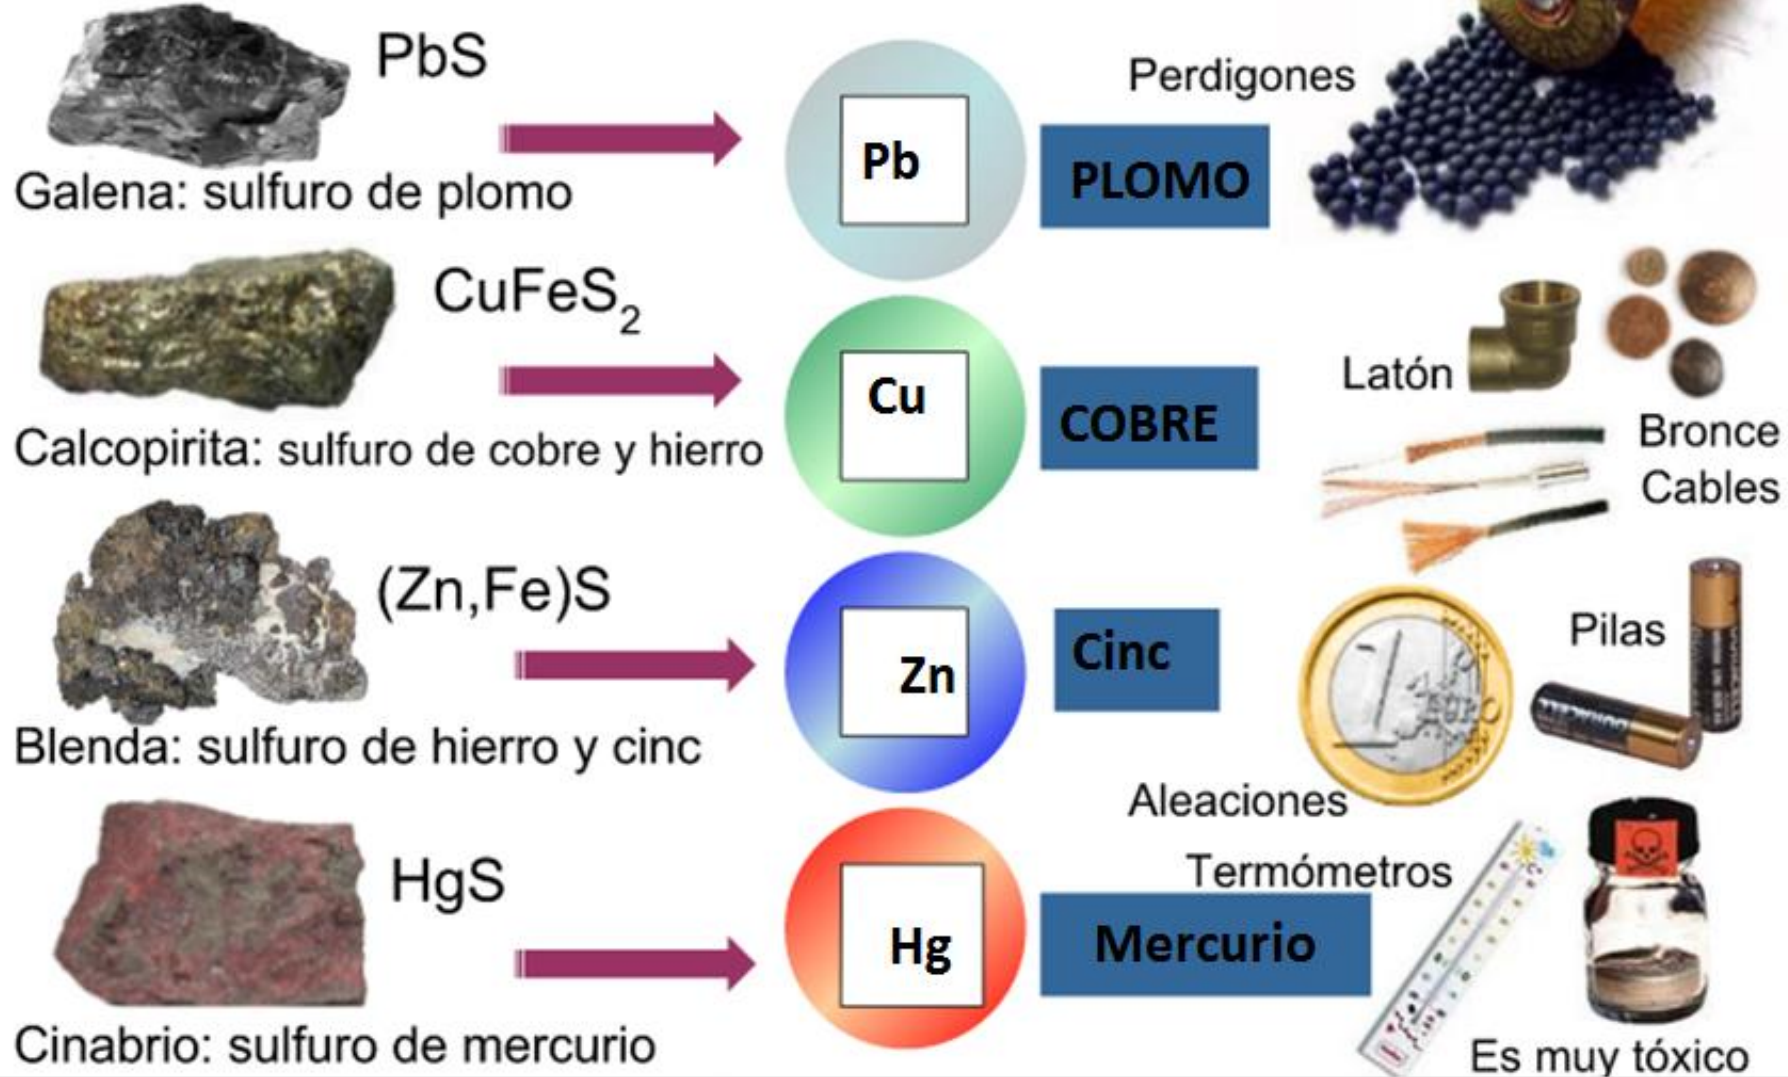 PbS
Galena: sulfuro de plomo
Pb
PLOMO
Perdigones
CuFeS2
Calcopirita: sulfuro de cobre y hierro
Cu
COBRE
Latón
Bronce
Cables
(Zn,Fe)S
Blenda: sulfuro de hierro y cinc
Zn
Cinc
Pilas
1
EURO
Aleaciones
HgS
Cinabrio: sulfuro de mercurio
Hg
Mercurio
Termómetros
Es muy tóxico